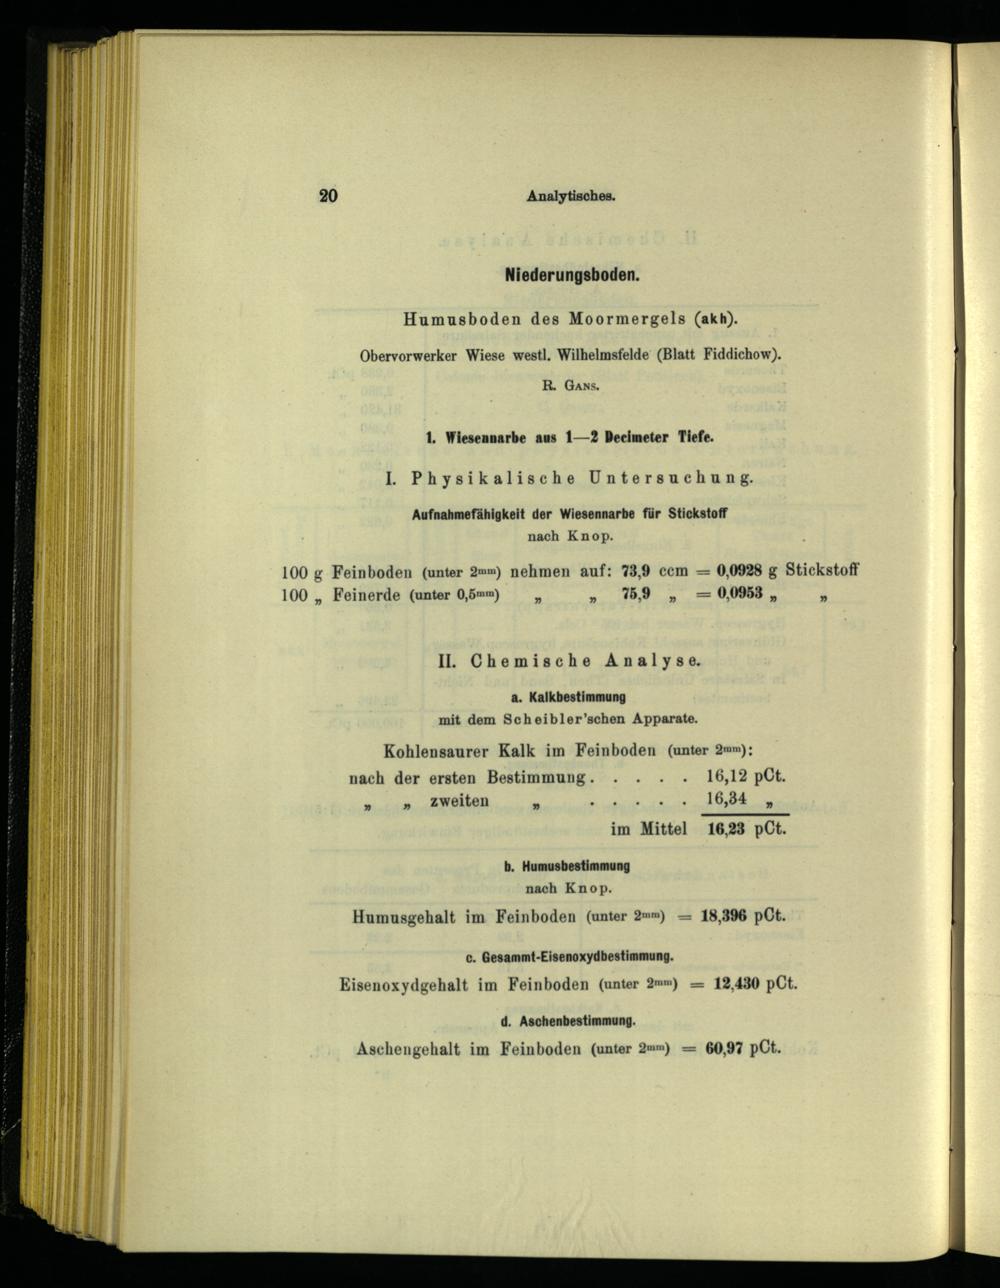 20 Analytisches.
Niederungsboden.
Humusboden des Moormergels (akh).
Obervorwerker Wiese westl. Wilhelmsfelde (Blatt Fiddichow).
R. Gans.
1. Wiesennarbe aus 1—2 Decimeter Tiefe.
I. Physikalische Untersuchung.
Aufnahmefähigkeit der Wiesennarbe für Stickstoff
nach Knop.
100 g Feinboden (unter 2mm) nehmen auf: 73,9 ccm = 0,0928 g Stickstoff
100 „ Feinerde (unter 0,5mm) „ „ 75,9 „ = 0,0953 „ „
II. Chemische Analyse.
a. Kalkbestimmung
mit dem Scheibler'schen Apparate.
Kohlensaurer Kalk im Feinboden (unter 2mm):
nach der ersten Bestimmung . . . . . 16,12 pCt.
„ „ zweiten „ . . . . . 16,34 „
im Mittel 16,23 pCt.
b. Humusbestimmung
nach Knop.
Humusgehalt im Feinboden (unter 2mm) = 18,396 pCt.
c. Gesammt-Eisenoxydbestimmung.
Eisenoxydgehalt im Feinboden (unter 2mm) = 12,430 pCt.
d. Aschenbestimmung.
Aschengehalt im Feinboden (unter 2mm) = 60,97 pCt.